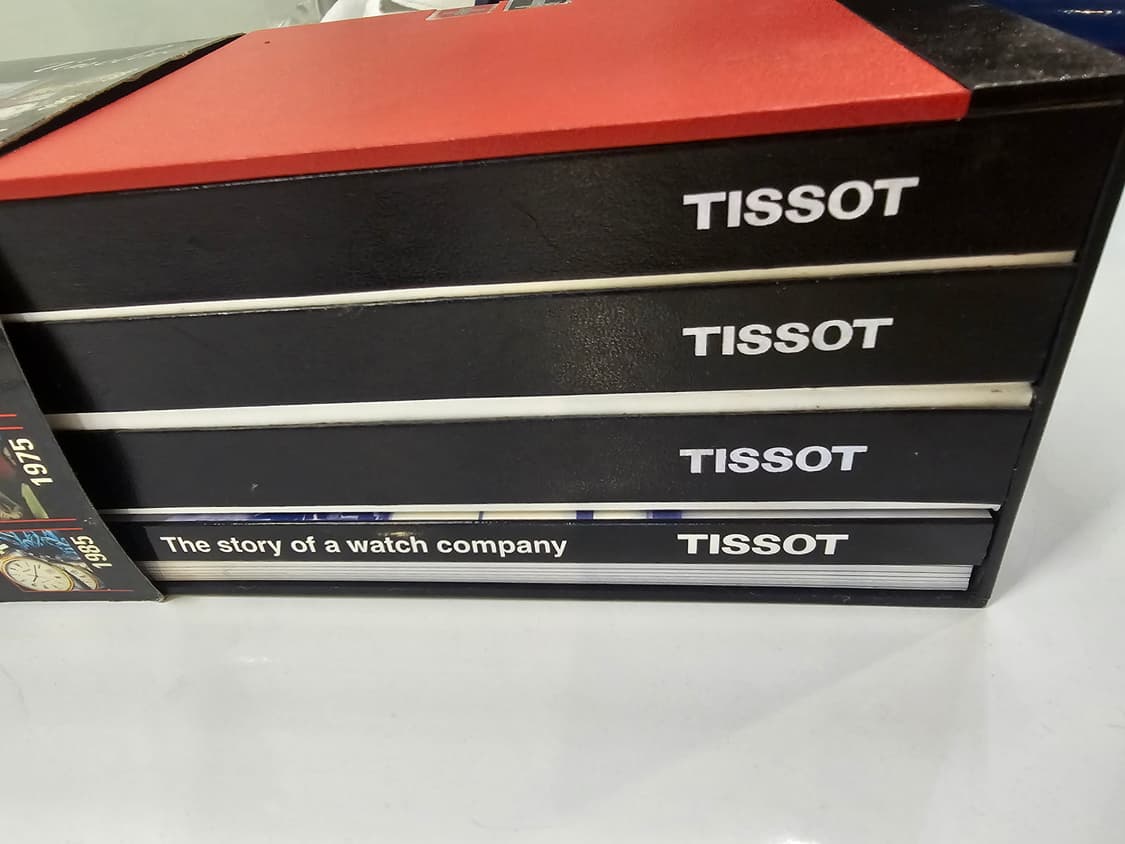 TISSOT
TISSOT
TISSOT
The story of a watch company TISSOT
1975
1985